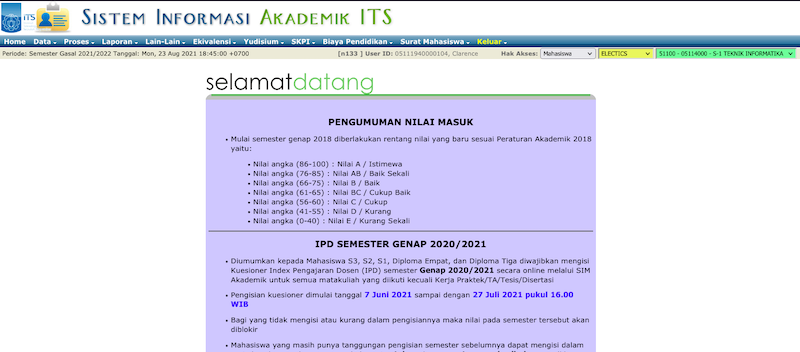 ITS
SISTEM INFORMASI AKADEMIK ITS
Home Data Proses Laporan Lain-Lain Ekivalensi Yudisium SKPI Biaya Pendidikan Surat Mahasiswa Keluar
Periode: Semester Gasal 2021/2022 Tanggal: Mon, 23 Aug 2021 18:45:00 +0700 [n133 ] User ID: 05111940000104, Clarence Hak Akses: Mahasiswa ELECTICS 51100 - 05114000 - S-1 TEKNIK INFORMATIKA
selamatdatang
PENGUMUMAN NILAI MASUK
• Mulai semester genap 2018 diberlakukan rentang nilai yang baru sesuai Peraturan Akademik 2018
yaitu:
• Nilai angka (86-100) : Nilai A / Istimewa
• Nilai angka (76-85) : Nilai AB / Baik Sekali
• Nilai angka (66-75) : Nilai B / Baik
• Nilai angka (61-65) : Nilai BC / Cukup Baik
• Nilai angka (56-60) : Nilai C / Cukup
• Nilai angka (41-55) : Nilai D / Kurang
• Nilai angka (0-40) : Nilai E / Kurang Sekali
IPD SEMESTER GENAP 2020/2021
• Diumumkan kepada Mahasiswa S3, S2, S1, Diploma Empat, dan Diploma Tiga diwajibkan mengisi
Kuesioner Index Pengajaran Dosen (IPD) semester Genap 2020/2021 secara online melalui SIM
Akademik untuk semua matakuliah yang diikuti kecuali Kerja Praktek/TA/Tesis/Disertasi
• Pengisian kuesioner dimulai tanggal 7 Juni 2021 sampai dengan 27 Juli 2021 pukul 16.00
WIB
• Bagi yang tidak mengisi atau kurang dalam pengisiannya maka nilai pada semester tersebut akan
diblokir
• Mahasiswa yang masih punya tanggungan pengisian semester sebelumnya dapat mengisi dalam